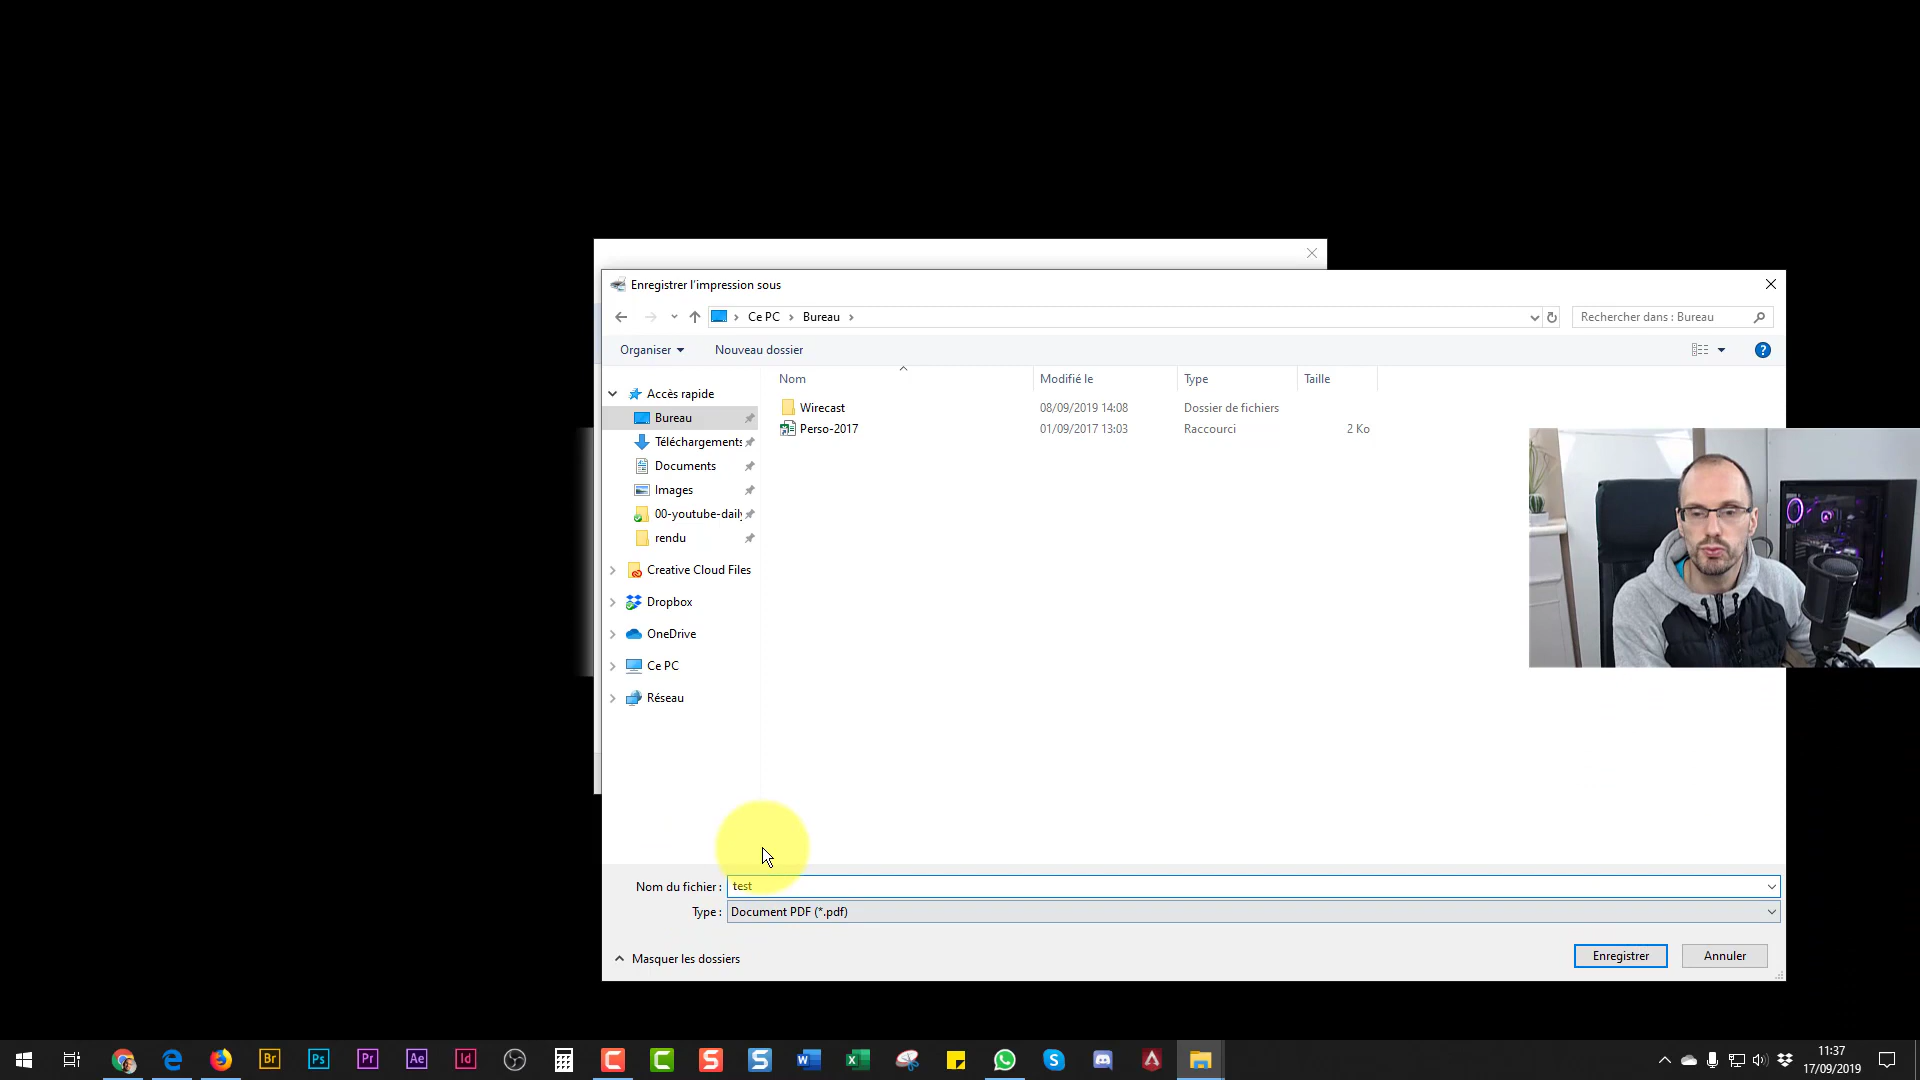 Enregistrer l'impression sous
Ce PC
Bureau
Rechercher dans : Bureau
Organiser
Nouveau dossier
Nom
Modifié le
Type
Taille
Accès rapide
Bureau
Téléchargements
Documents
Images
00-youtube-dail
rendu
Creative Cloud Files
Dropbox
OneDrive
Ce PC
Réseau
Wirecast 08/09/2019 14:08 Dossier de fichiers
Perso-2017 01/09/2017 13:03 Raccourci 2 Ko
Nom du fichier : test
Type : Document PDF (*.pdf)
Masquer les dossiers
Enregistrer
Annuler
Br
Ps
Pr
Ae
Id
11:37
17/09/2019